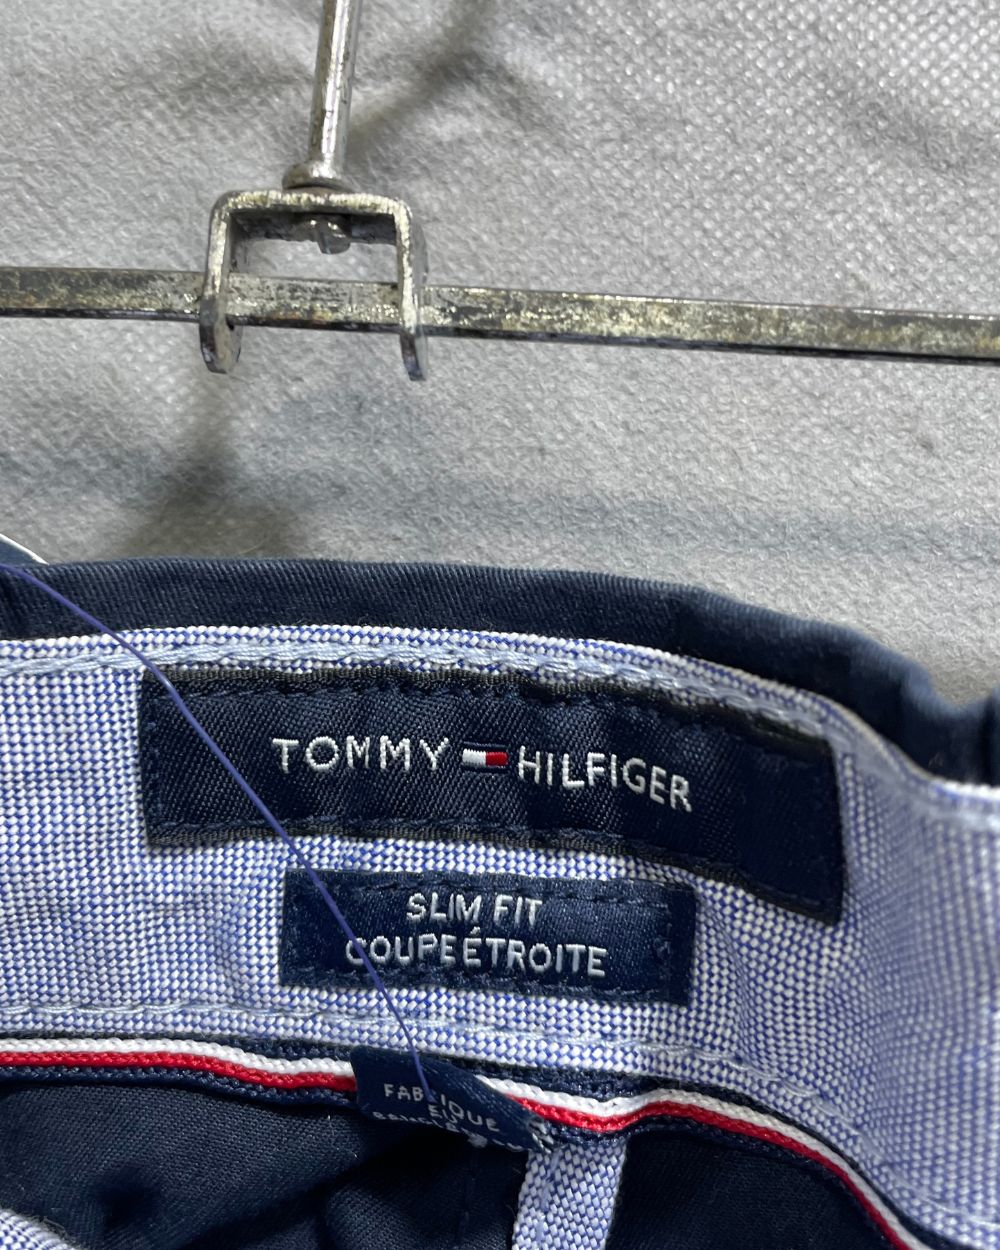 TOMMY HILFIGER
SLIM FIT
COUPE ÉTROITE
FABRIQUE